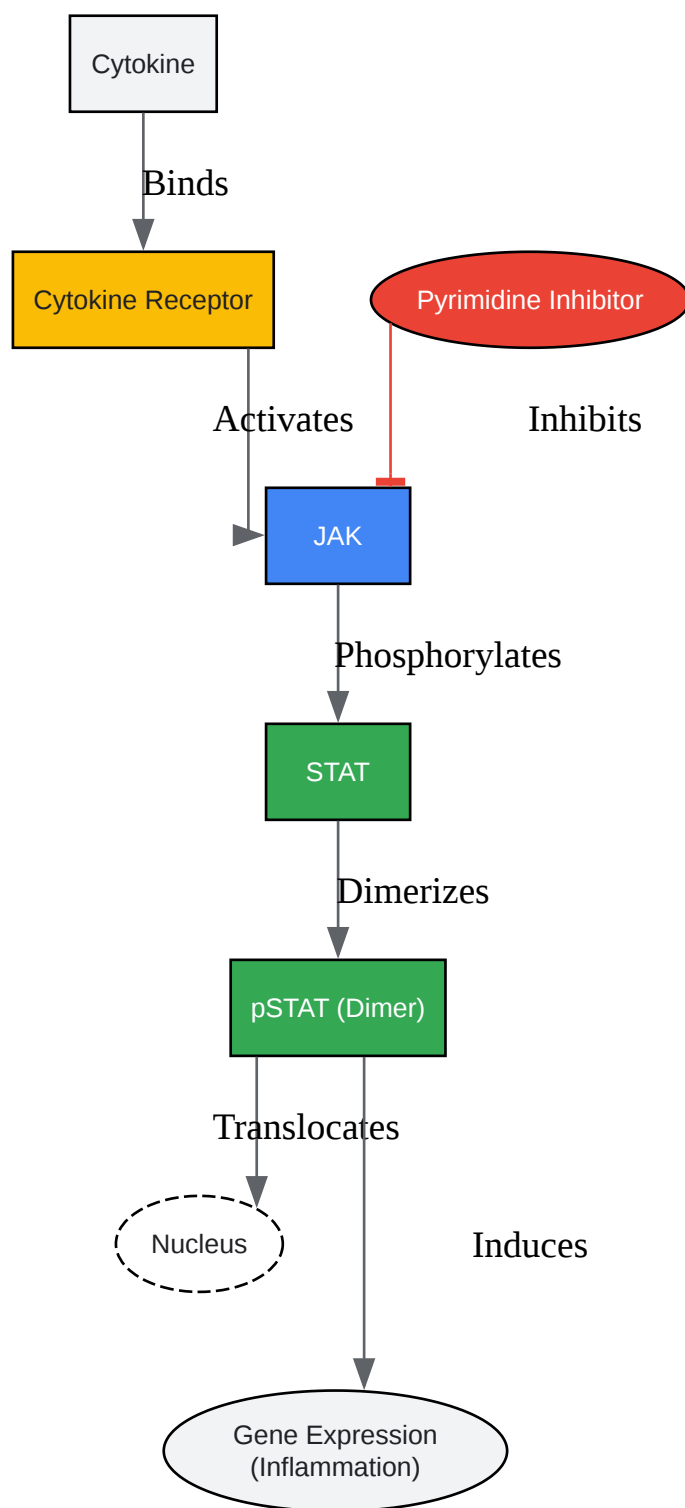 Cytokine
Binds
Cytokine Receptor
Pyrimidine Inhibitor
Activates
Inhibits
JAK
Phosphorylates
STAT
Dimerizes
pSTAT (Dimer)
Translocates
Nucleus
Induces
Gene Expression
(Inflammation)